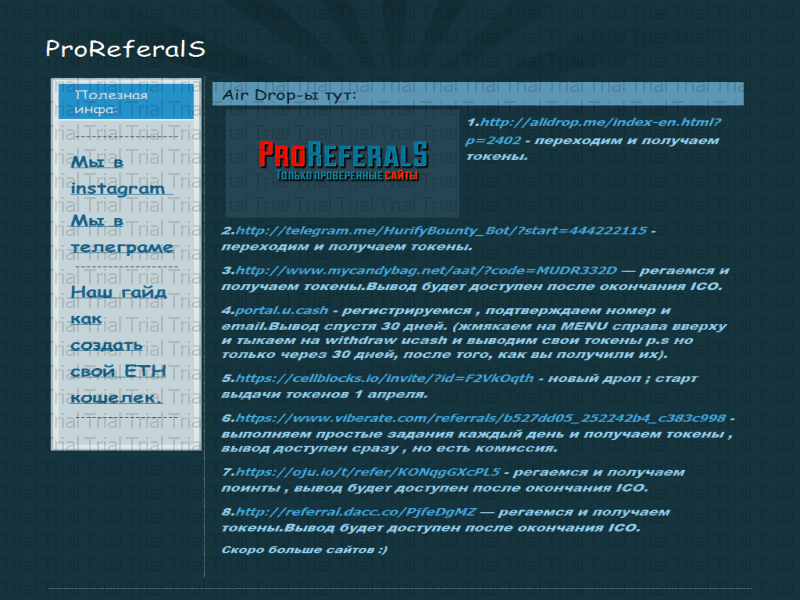 ProReferalS
Полезная
инфа:
Мы в
instagram
Мы в
телеграме
Наш гайд
как
создать
свой ETH
кошелек.
Air Drop-ы тут:
PROREFERALS
Только проверенные сайты
1.http://alidrop.me/index-en.html?
p=2402 - переходим и получаем
токены.
2.http://telegram.me/HurifyBounty_Bot/?start=444222115 -
переходим и получаем токены.
3.http://www.mycandybag.net/aat/?code=MUDR332D — регаемся и
получаем токены.Вывод будет доступен после окончания ICO.
4.portal.u.cash - регистрируемся , подтверждаем номер и
email.Вывод спустя 30 дней. (жмякаем на MENU справа вверху
и тыкаем на withdraw ucash и выводим свои токены p.s но
только через 30 дней, после того, как вы получили их).
5.https://cellblocks.io/invite/?id=F2VkOqth - новый дроп ; старт
выдачи токенов 1 апреля.
6.https://www.viberate.com/referrals/b527dd05_252242b4_c383c998 -
выполняем простые задания каждый день и получаем токены ,
вывод доступен сразу , но есть комиссия.
7.https://oju.io/t/refer/KONqgGXcPL5 - регаемся и получаем
поинты , вывод будет доступен после окончания ICO.
8.http://referral.dacc.co/PjfeDgMZ — регаемся и получаем
токены.Вывод будет доступен после окончания ICO.
Скоро больше сайтов :)